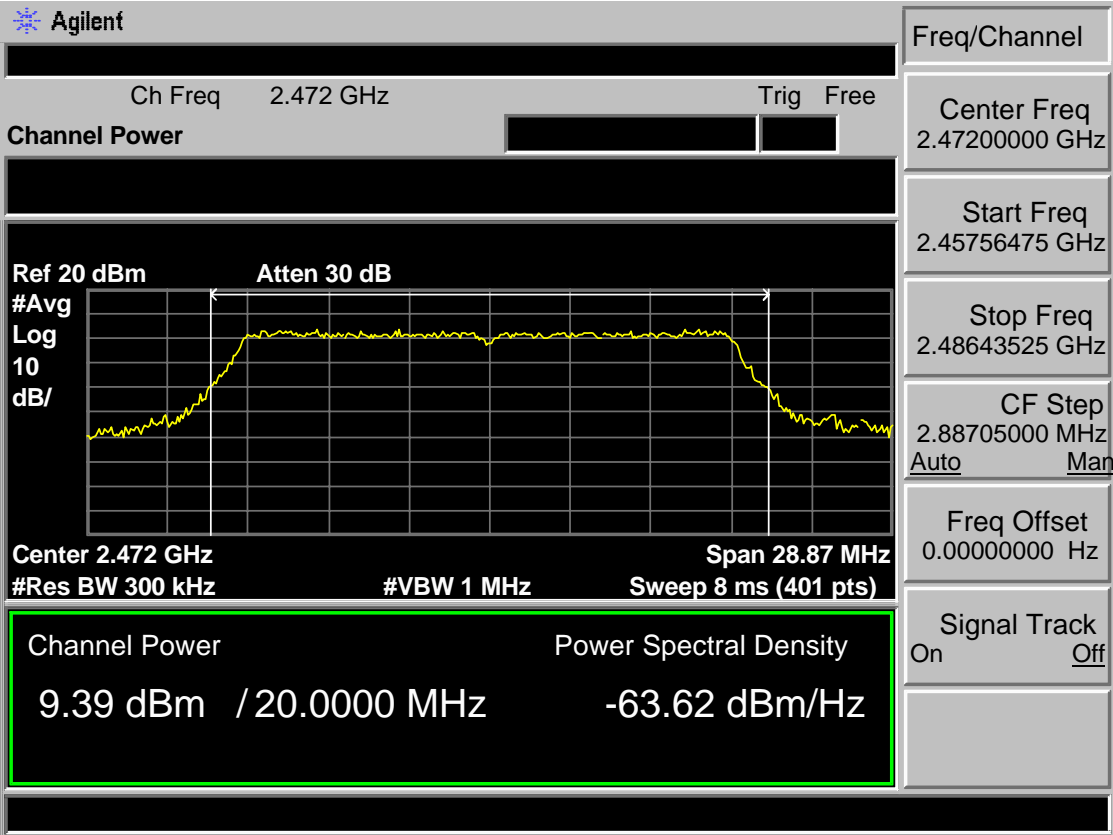 Agilent
Freq/Channel
Ch Freq 2.472 GHz Trig Free
Channel Power
Center Freq
2.47200000 GHz
Start Freq
2.45756475 GHz
Stop Freq
2.48643525 GHz
CF Step
2.88705000 MHz
Auto Man
Freq Offset
0.00000000 Hz
Signal Track
On Off
Ref 20 dBm Atten 30 dB
#Avg
Log
10
dB/
Center 2.472 GHz Span 28.87 MHz
#Res BW 300 kHz #VBW 1 MHz Sweep 8 ms (401 pts)
Channel Power Power Spectral Density
9.39 dBm / 20.0000 MHz -63.62 dBm/Hz